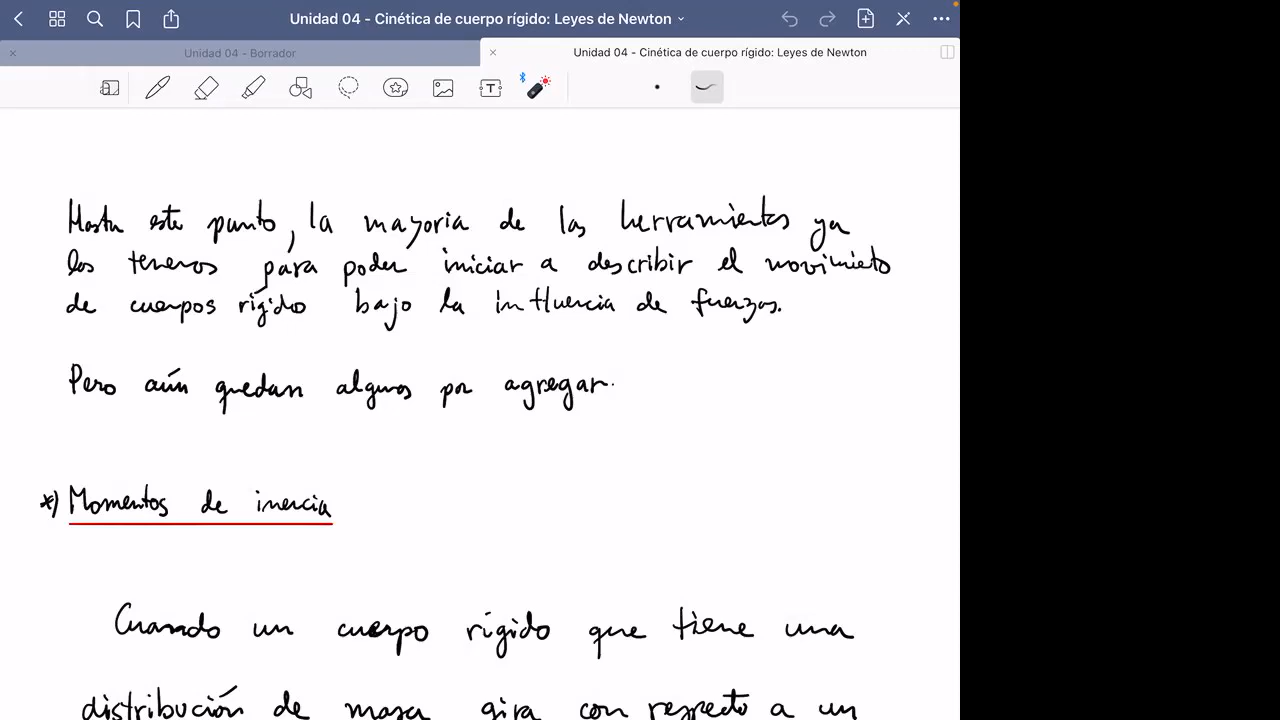 Unidad 04 - Cinética de cuerpo rígido: Leyes de Newton
Unidad 04 - Borrador
Unidad 04 - Cinética de cuerpo rígido: Leyes de Newton
Hasta este punto, la mayoria de las herramientas ya
las tenemos para poder iniciar a describir el movimieto
de cuerpos rígido bajo la influencia de fuerzas.
Pero aún quedan algunos por agregar.
*) Momentos de inercia
Cuando un cuerpo rígido que tiene una
distribución de masa gira con respecto a un